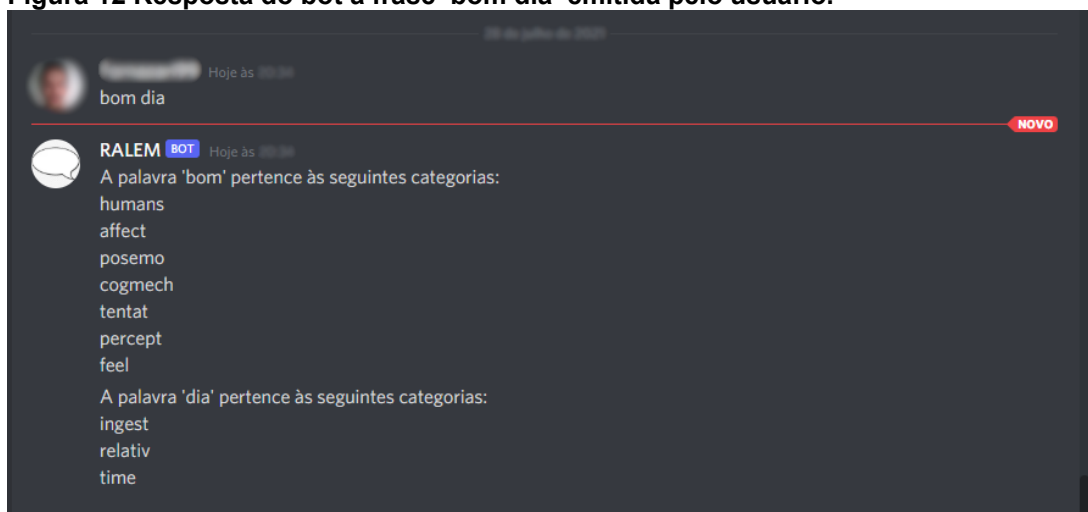 Figura 12 Resposta do bot à frase 'bom dia' emitida pelo usuário.
Hoje às
bom dia
NOVO
RALEM BOT Hoje às
A palavra 'bom' pertence às seguintes categorias:
humans
affect
posemo
cogmech
tentat
percept
feel
A palavra 'dia' pertence às seguintes categorias:
ingest
relativ
time